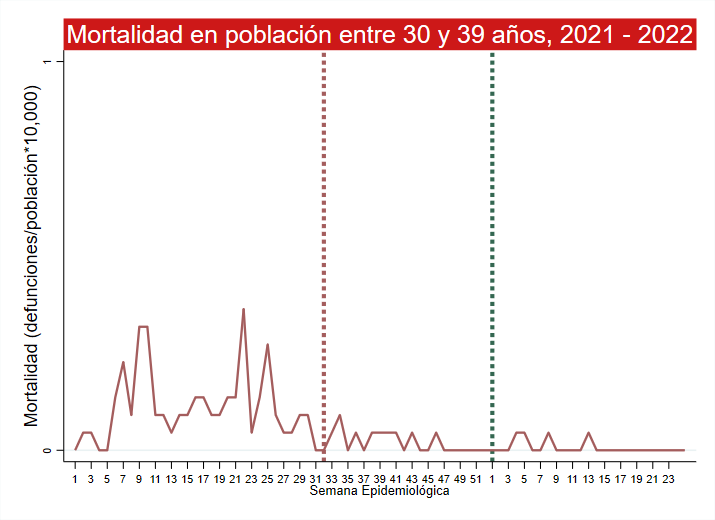 Mortalidad en población entre 30 y 39 años, 2021 - 2022
1
Mortalidad (defunciones/población*10,000)
0
1 3 5 7 9 11 13 15 17 19 21 23 25 27 29 31 33 35 37 39 41 43 45 47 49 51 1 3 5 7 9 11 13 15 17 19 21 23
Semana Epidemiológica